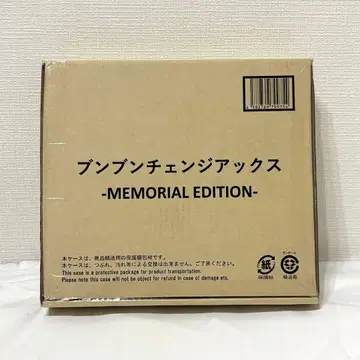 ブンブンチェンジアックス
-MEMORIAL EDITION-
本ケースは、商品輸送用の保護梱包材です。
本ケースは、つぶれ、汚れ等による交換は出来ません、ご了承ください。
This case is a protective package for product transportation.
Please note this case will not be object for refund in case of damage etc.
紙